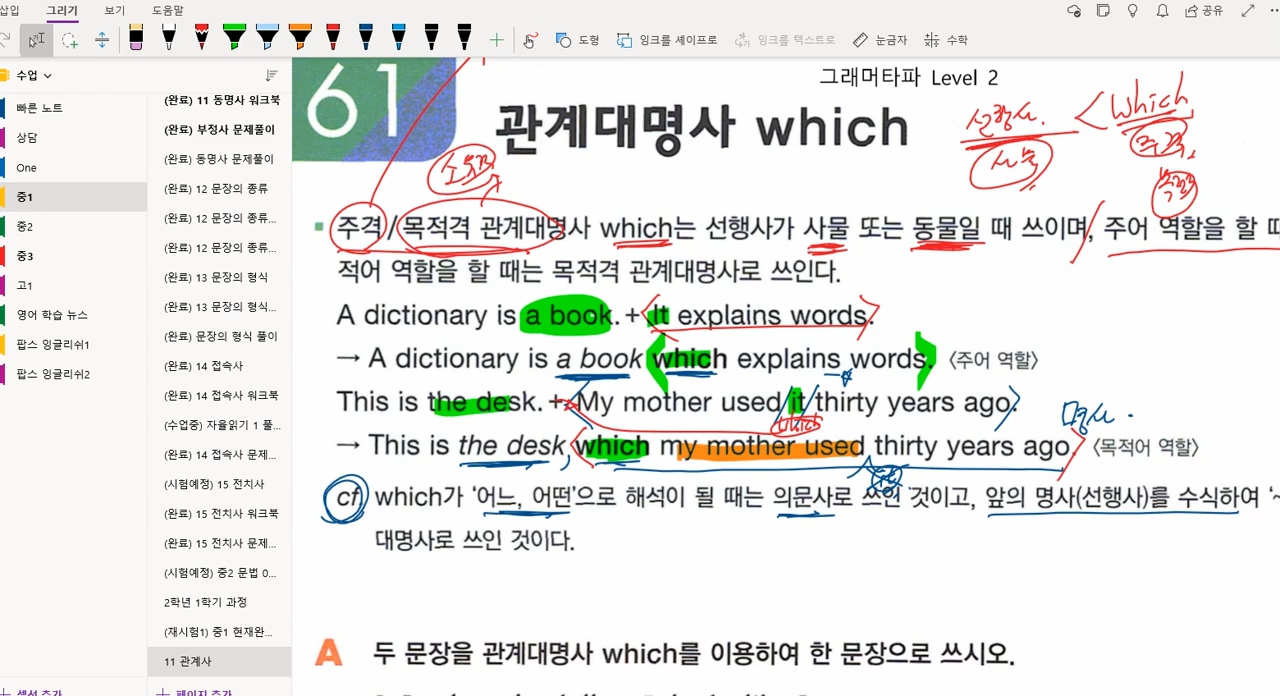 삽입 그리기 보기 도움말
공유
도형 잉크를 셰이프로 잉크를 텍스트로 눈금자 수학
수업
빠른 노트
상담
One
중1
중2
중3
고1
영어 학습 노트
팝스 잉글리쉬1
팝스 잉글리쉬2
섹션 추가
(완료) 11 동명사 워크북
(완료) 부정사 문제풀이
(완료) 동명사 문제풀이
(완료) 12 문장의 종류
(완료) 12 문장의 종류...
(완료) 12 문장의 종류...
(완료) 13 문장의 형식
(완료) 13 문장의 형식...
(완료) 문장의 형식 풀이
(완료) 14 접속사
(완료) 14 접속사 워크북
(수업중) 자율읽기 1 풀...
(완료) 14 접속사 문제...
(시험예정) 15 전치사
(완료) 15 전치사 워크북
(완료) 15 전치사 문제...
(시험예정) 중2 문법 0...
2학년 1학기 과정
(재시험1) 중1 현재완...
11 관계사
페이지 추가
그래머타파 Level 2
61
관계대명사 which
선행사. < which
사물 주격,
목적격
소유격
주격/목적격 관계대명사 which는 선행사가 사물 또는 동물일 때 쓰이며, 주어 역할을 할 때
적어 역할을 할 때는 목적격 관계대명사로 쓰인다.
A dictionary is a book. + It explains words.
→ A dictionary is a book which explains words. 〈주어 역할〉
This is the desk. + My mother used it thirty years ago.
which
명사.
→ This is the desk which my mother used thirty years ago. 〈목적어 역할〉
cf which가 '어느, 어떤'으로 해석이 될 때는 의문사로 쓰인 것이고, 앞의 명사(선행사)를 수식하여 '~
대명사로 쓰인 것이다.
A 두 문장을 관계대명사 which를 이용하여 한 문장으로 쓰시오.